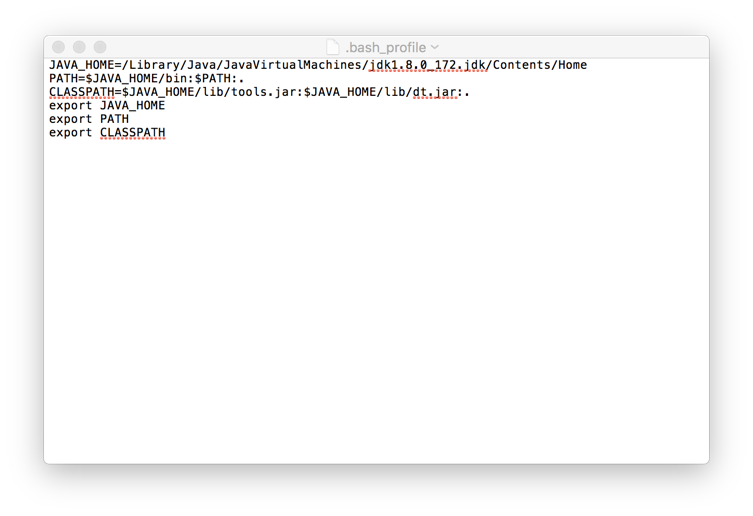 .bash_profile
JAVA_HOME=/Library/Java/JavaVirtualMachines/jdk1.8.0_172.jdk/Contents/Home
PATH=$JAVA_HOME/bin:$PATH:.
CLASSPATH=$JAVA_HOME/lib/tools.jar:$JAVA_HOME/lib/dt.jar:.
export JAVA_HOME
export PATH
export CLASSPATH